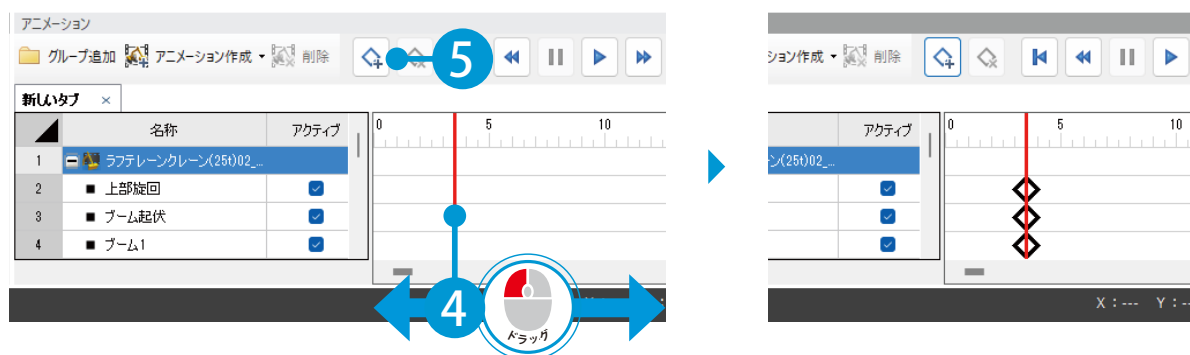 アニメーション
グループ追加 アニメーション作成 削除 5
新しいタブ ×
名称 アクティブ 0 5 10
1 ラフテレーンクレーン(25t)02_...
2 上部旋回
3 ブーム起伏
4 ブーム1
4 ドラッグ
ション作成 削除
アクティブ 0 5 10
ン(25t)02_...
X:--- Y:--